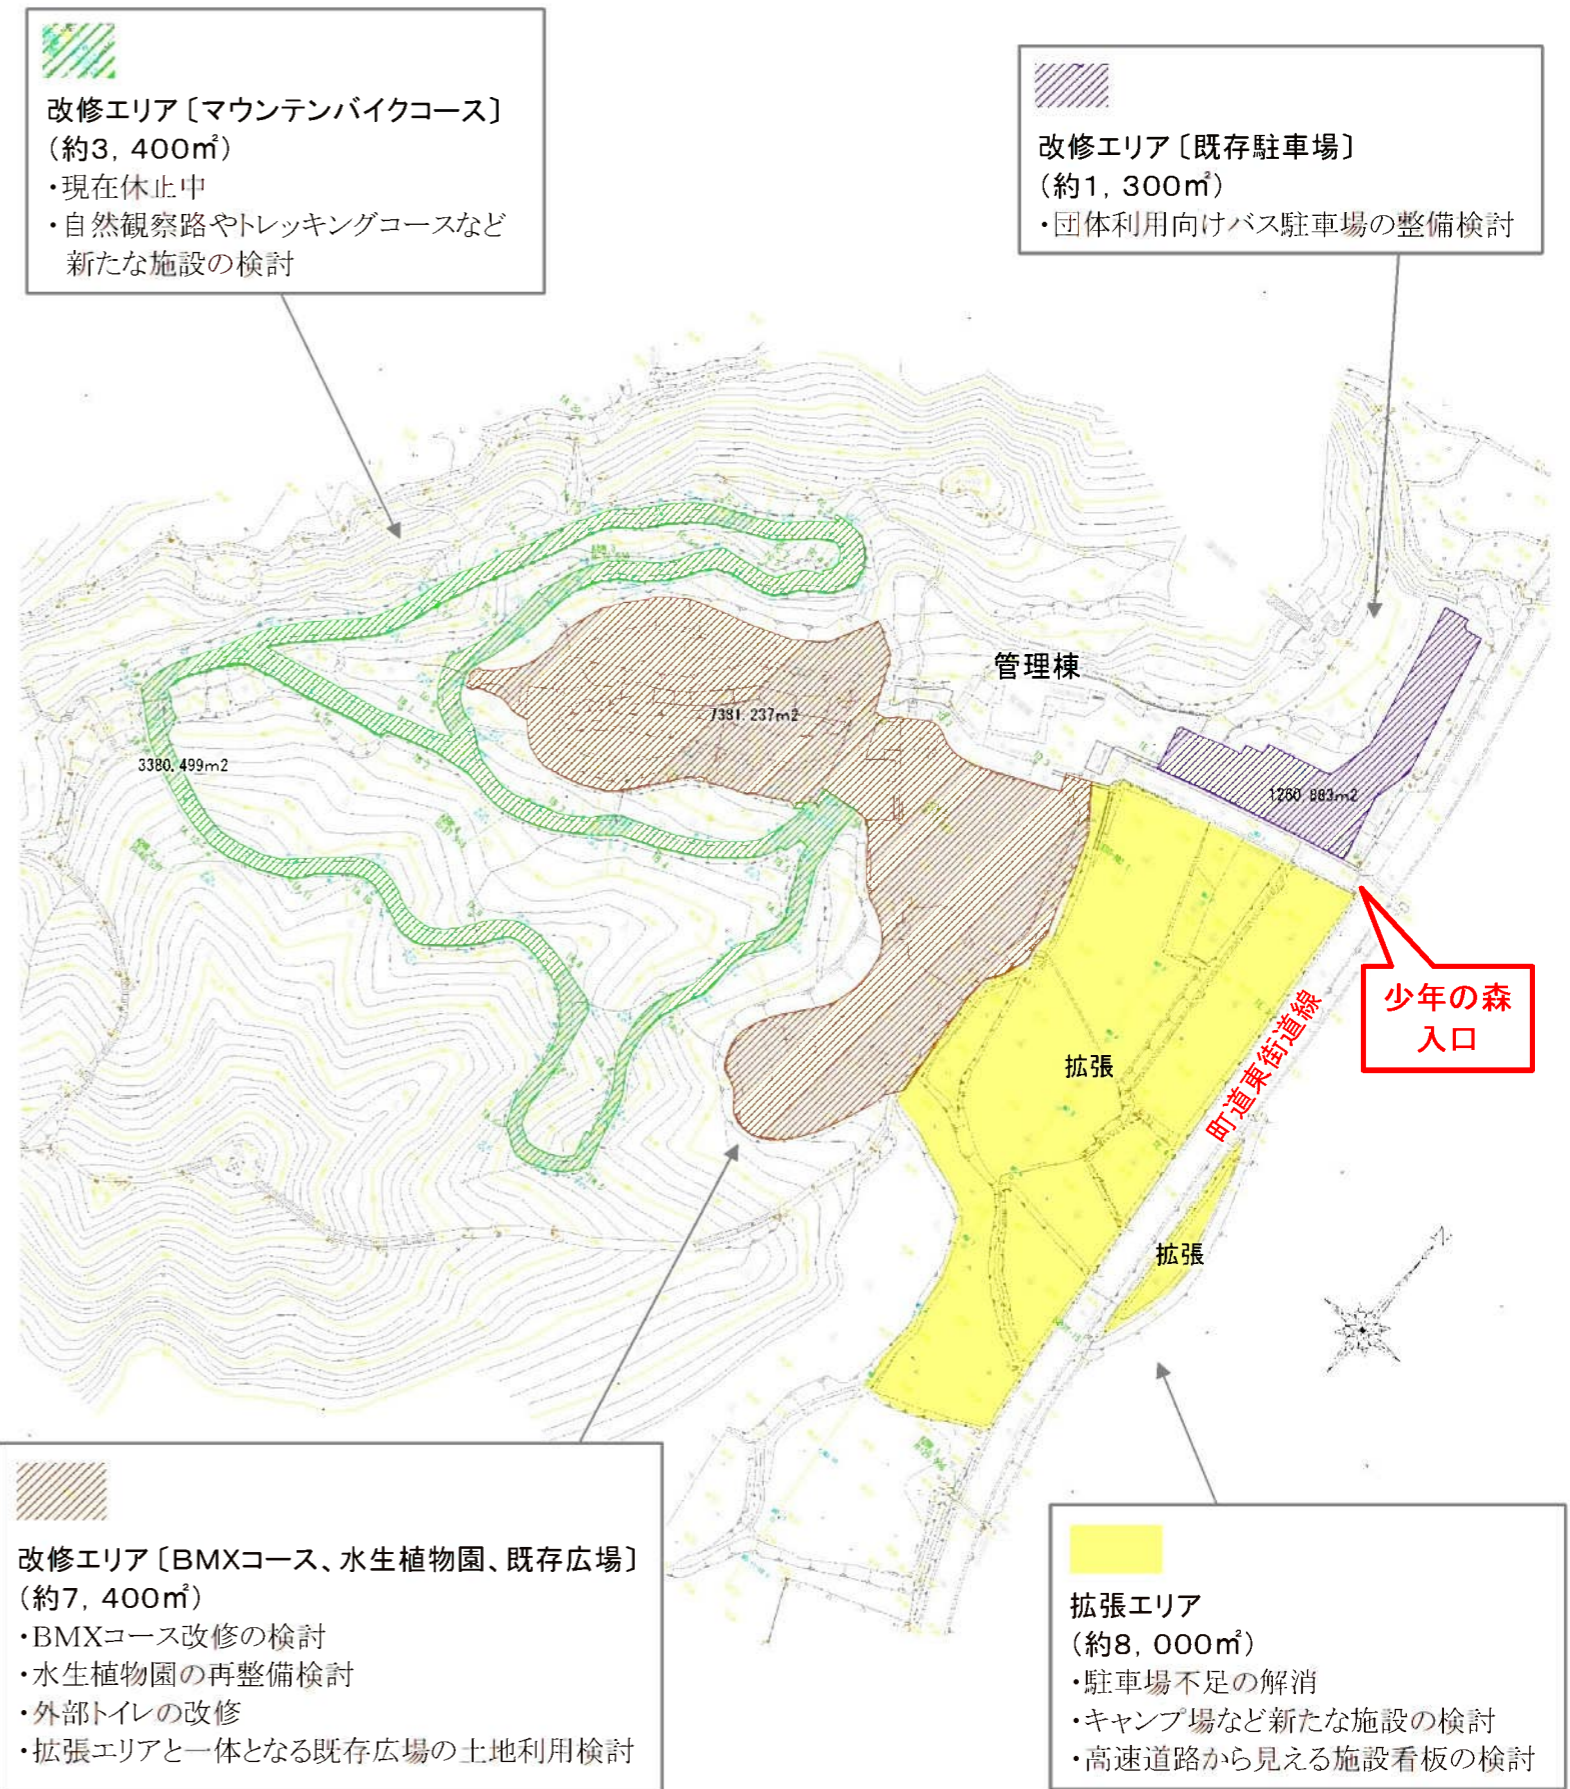 改修エリア〔マウンテンバイクコース〕
(約3,400㎡)
・現在休止中
・自然観察路やトレッキングコースなど
新たな施設の検討
改修エリア〔既存駐車場〕
(約1,300㎡)
・団体利用向けバス駐車場の整備検討
管理棟
7381.237m2
3380.499m2
1260.883m2
少年の森
入口
町道東街道線
拡張
拡張
改修エリア〔BMXコース、水生植物園、既存広場〕
(約7,400㎡)
・BMXコース改修の検討
・水生植物園の再整備検討
・外部トイレの改修
・拡張エリアと一体となる既存広場の土地利用検討
拡張エリア
(約8,000㎡)
・駐車場不足の解消
・キャンプ場など新たな施設の検討
・高速道路から見える施設看板の検討